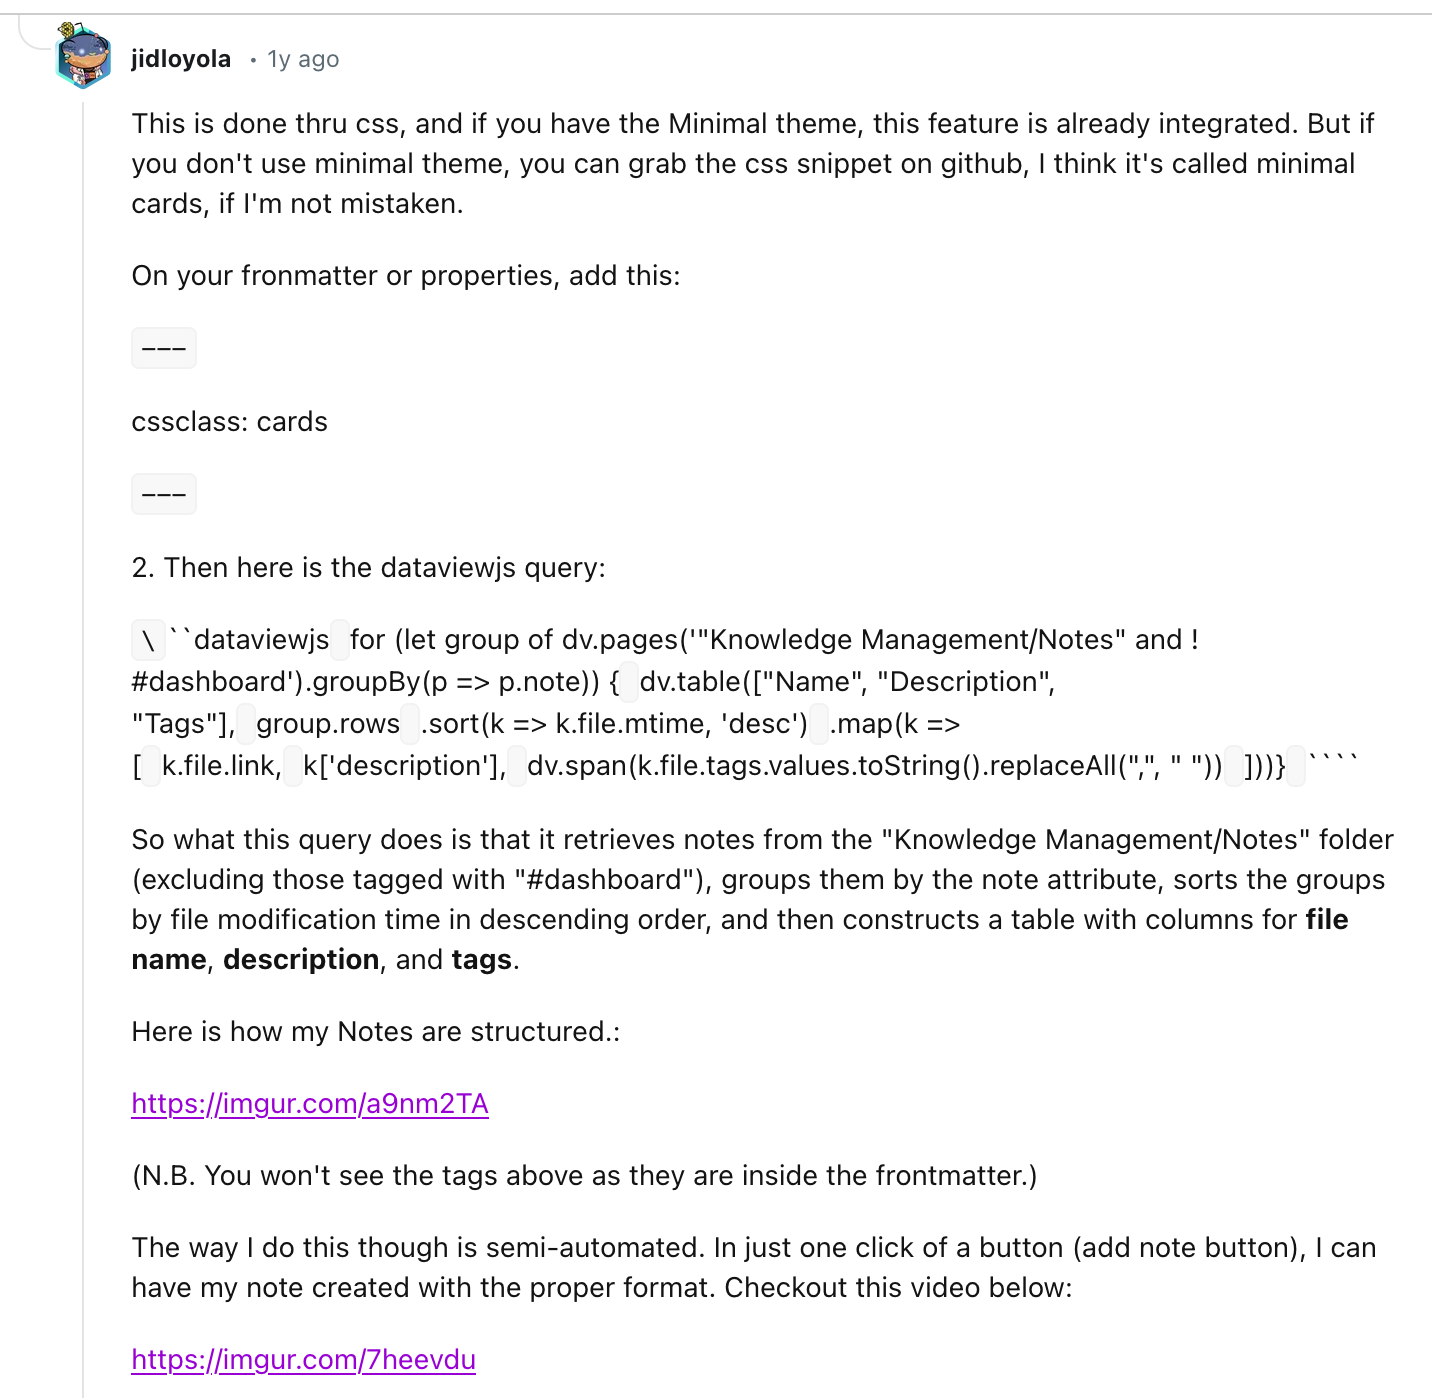 jidloyola • 1y ago
This is done thru css, and if you have the Minimal theme, this feature is already integrated. But if
you don't use minimal theme, you can grab the css snippet on github, I think it's called minimal
cards, if I'm not mistaken.
On your fronmatter or properties, add this:
---
cssclass: cards
---
2. Then here is the dataviewjs query:
\``dataviewjs for (let group of dv.pages('"Knowledge Management/Notes" and !
#dashboard').groupBy(p => p.note)) { dv.table(["Name", "Description",
"Tags"], group.rows .sort(k => k.file.mtime, 'desc') .map(k =>
[ k.file.link, k['description'], dv.span(k.file.tags.values.toString().replaceAll(",", " ")) ]))} ````
So what this query does is that it retrieves notes from the "Knowledge Management/Notes" folder
(excluding those tagged with "#dashboard"), groups them by the note attribute, sorts the groups
by file modification time in descending order, and then constructs a table with columns for file
name, description, and tags.
Here is how my Notes are structured.:
https://imgur.com/a9nm2TA
(N.B. You won't see the tags above as they are inside the frontmatter.)
The way I do this though is semi-automated. In just one click of a button (add note button), I can
have my note created with the proper format. Checkout this video below:
https://imgur.com/7heevdu